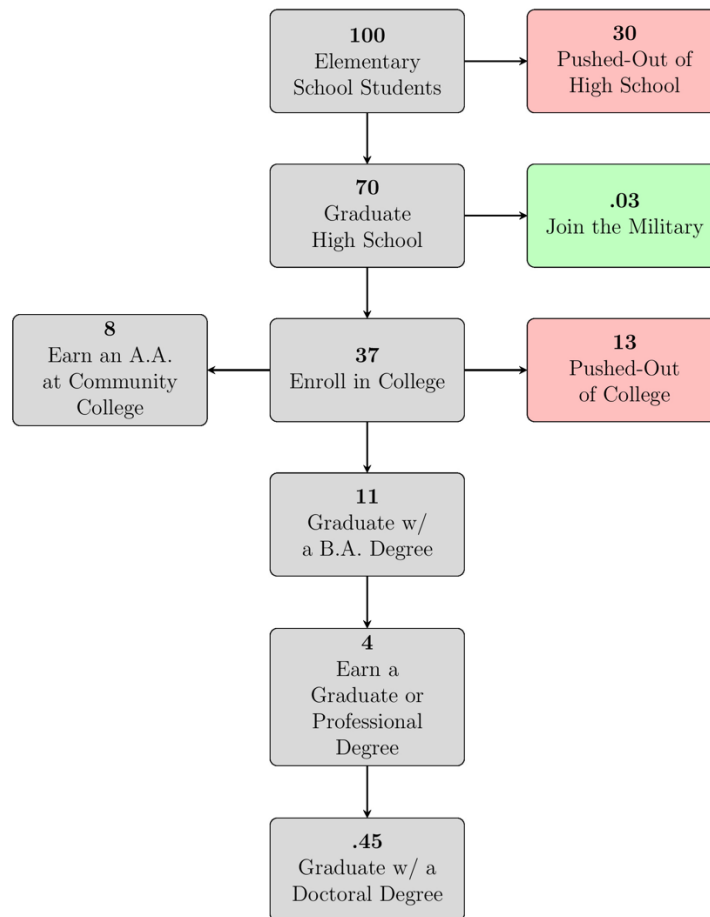 100
Elementary
School Students
30
Pushed-Out of
High School
70
Graduate
High School
.03
Join the Military
8
Earn an A.A.
at Community
College
37
Enroll in College
13
Pushed-Out
of College
11
Graduate w/
a B.A. Degree
4
Earn a
Graduate or
Professional
Degree
.45
Graduate w/ a
Doctoral Degree